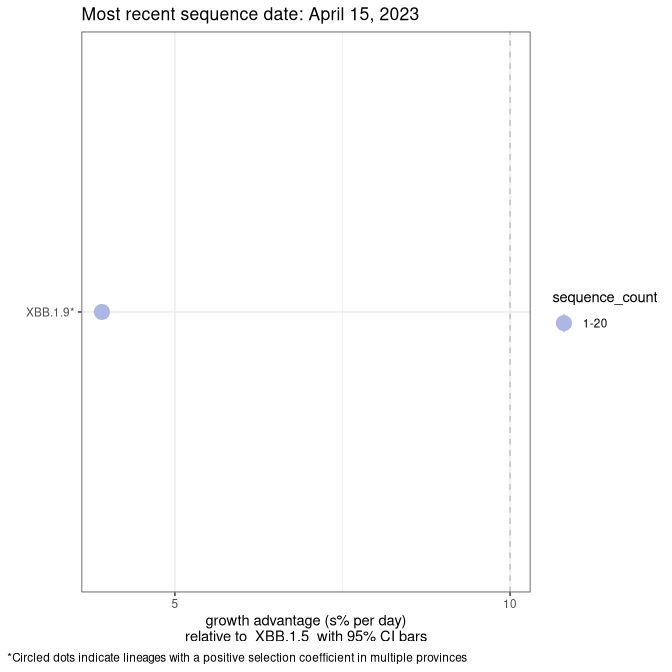 Most recent sequence date: April 15, 2023
XBB.1.9*
sequence_count
1-20
5
10
growth advantage (s% per day)
relative to XBB.1.5 with 95% CI bars
*Circled dots indicate lineages with a positive selection coefficient in multiple provinces